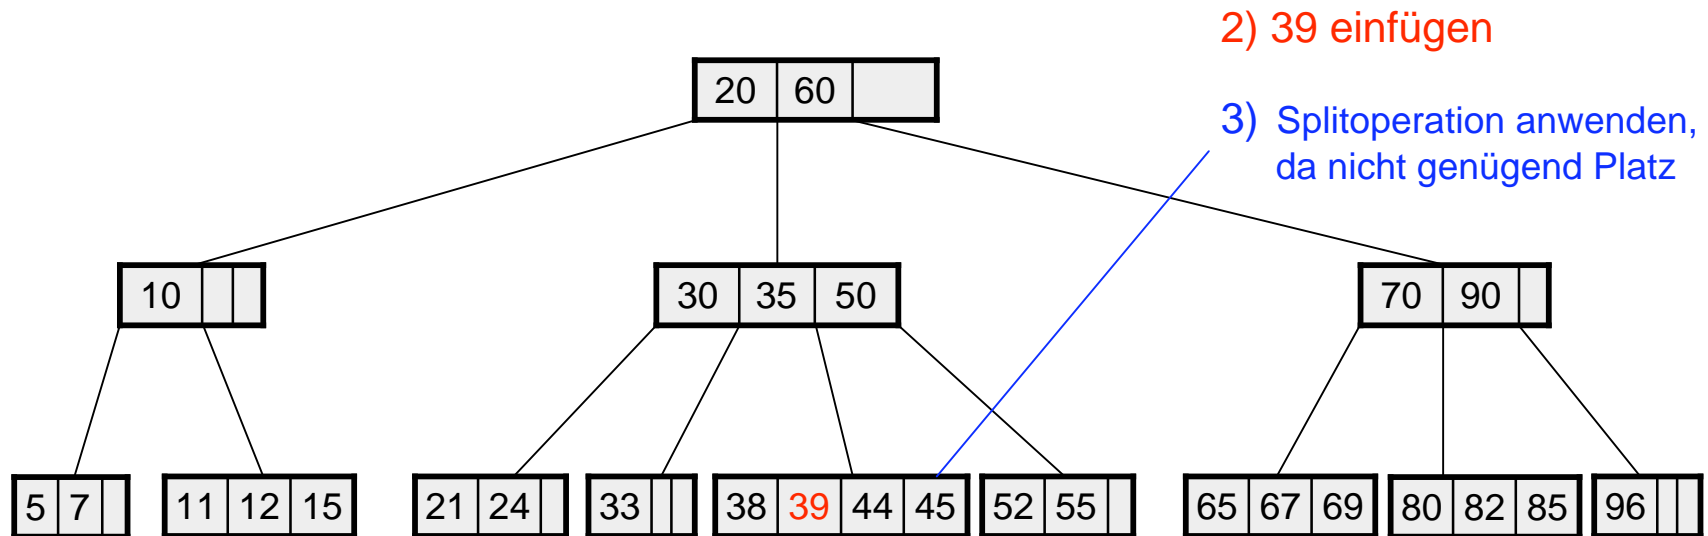 2) 39 einfügen
20 60
3) Splitoperation anwenden,
da nicht genügend Platz
10
30 35 50
70 90
5 7
11 12 15
21 24
33
38 39 44 45
52 55
65 67 69
80 82 85
96